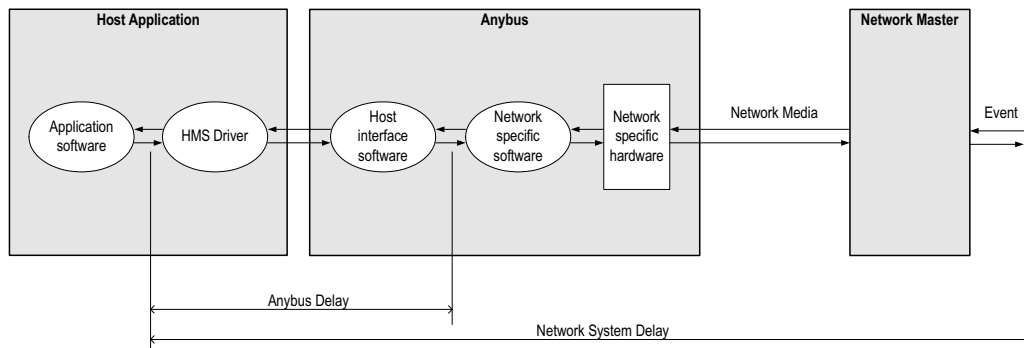 Host Application
Anybus
Network Master
Application
software
HMS Driver
Host
interface
software
Network
specific
software
Network
specific
hardware
Network Media
Event
Anybus Delay
Network System Delay